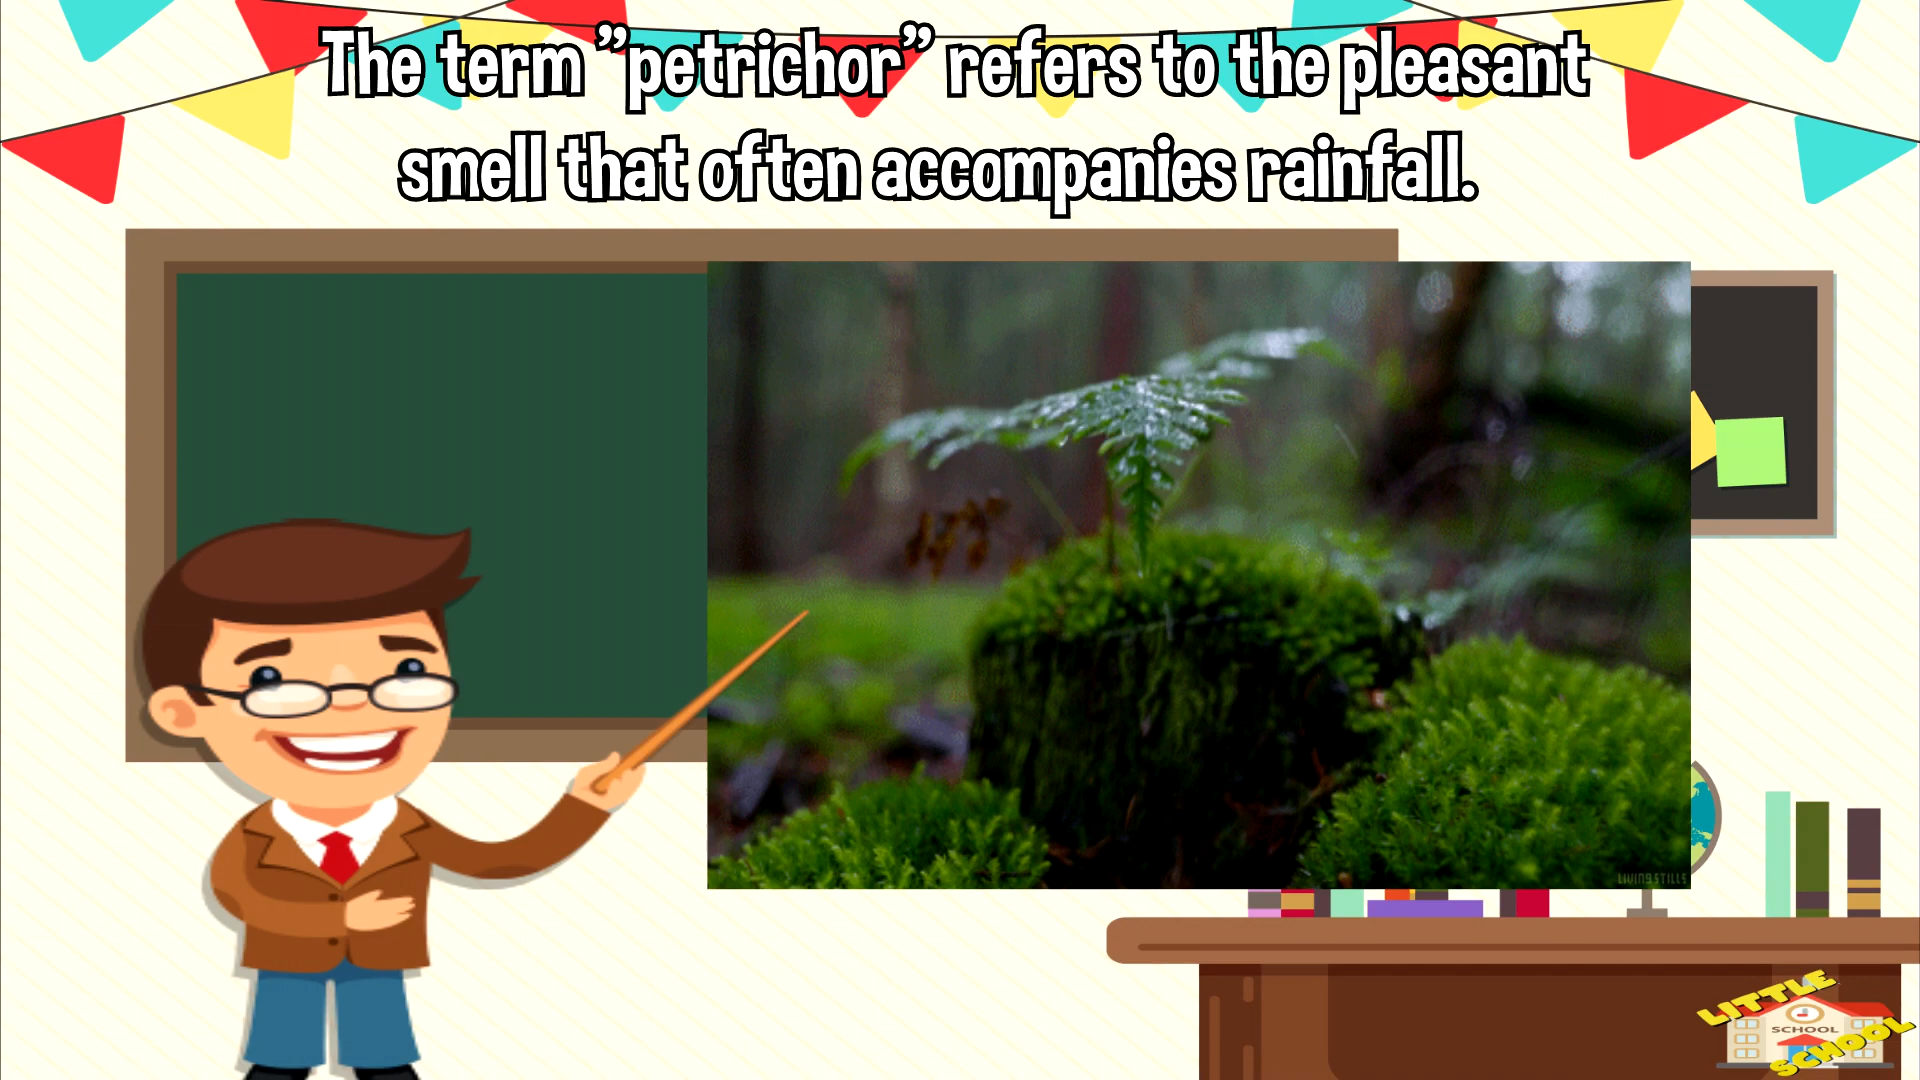 The term ”petrichor” refers to the pleasant
smell that often accompanies rainfall.
LIVINGSTILLS
LITTLE
SCHOOL
SCHOOL